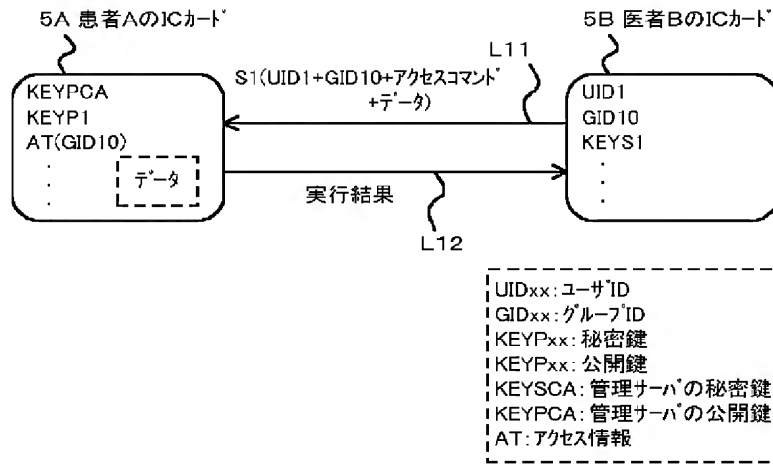 5A 患者AのICカード
5B 医者BのICカード
L11
S1(UID1+GID10+アクセスコマンド
+データ)
KEYPCA
KEYP1
AT(GID10)
データ
UID1
GID10
KEYS1
実行結果
L12
UIDxx:ユーザID
GIDxx:グループID
KEYPxx:秘密鍵
KEYPxx:公開鍵
KEYSCA:管理サーバの秘密鍵
KEYPCA:管理サーバの公開鍵
AT:アクセス情報